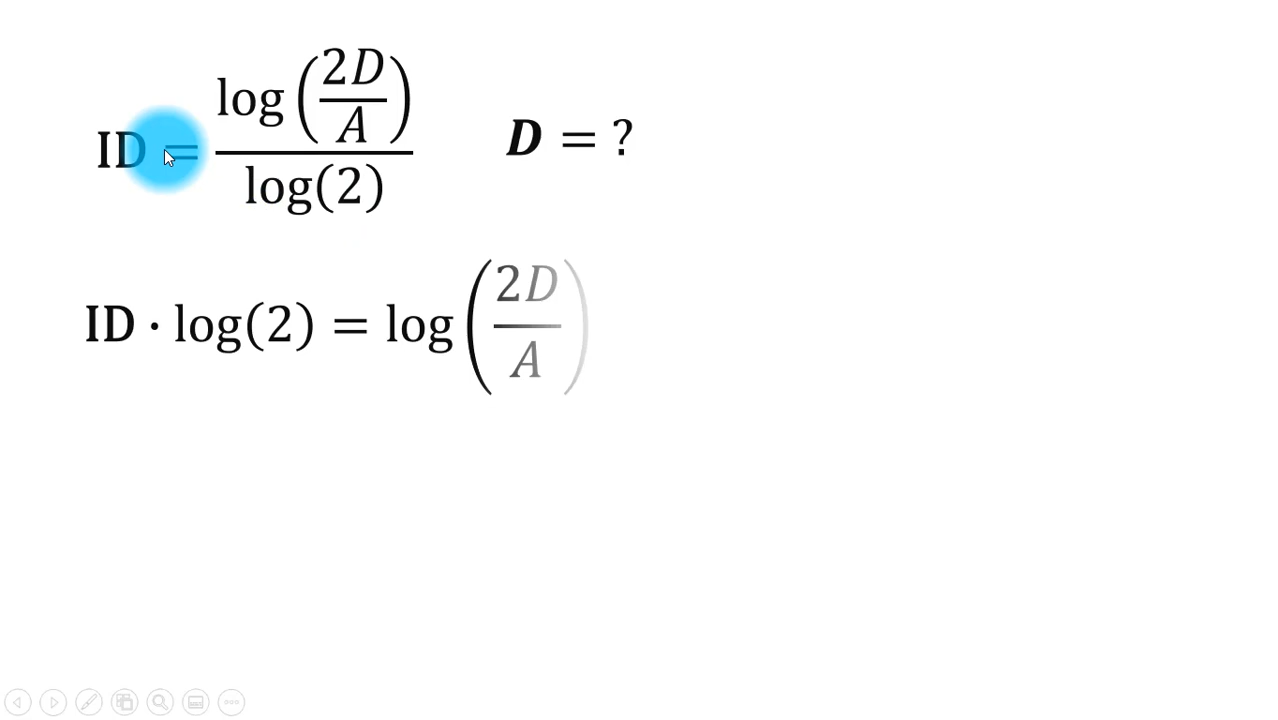 ID = log(2D/A)/log(2)
D = ?
ID · log(2) = log(2D/A)